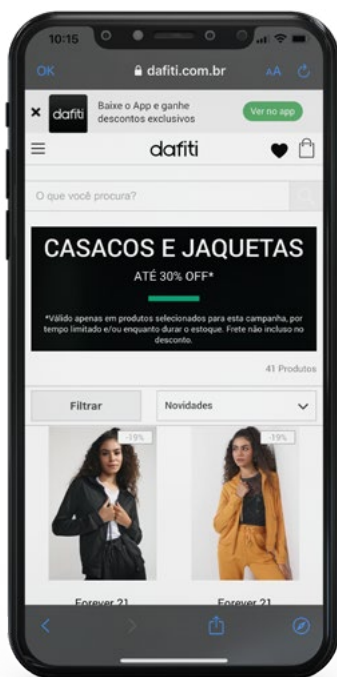 10:15
OK
dafiti.com.br
AA
dafiti
Baixe o App e ganhe
descontos exclusivos
Ver no app
dafiti
O que você procura?
CASACOS E JAQUETAS
ATÉ 30% OFF*
*Válido apenas em produtos selecionados para esta campanha, por
tempo limitado e/ou enquanto durar o estoque. Frete não incluso no
desconto.
41 Produtos
Filtrar
Novidades
-19%
-19%
Forever 21
Forever 21